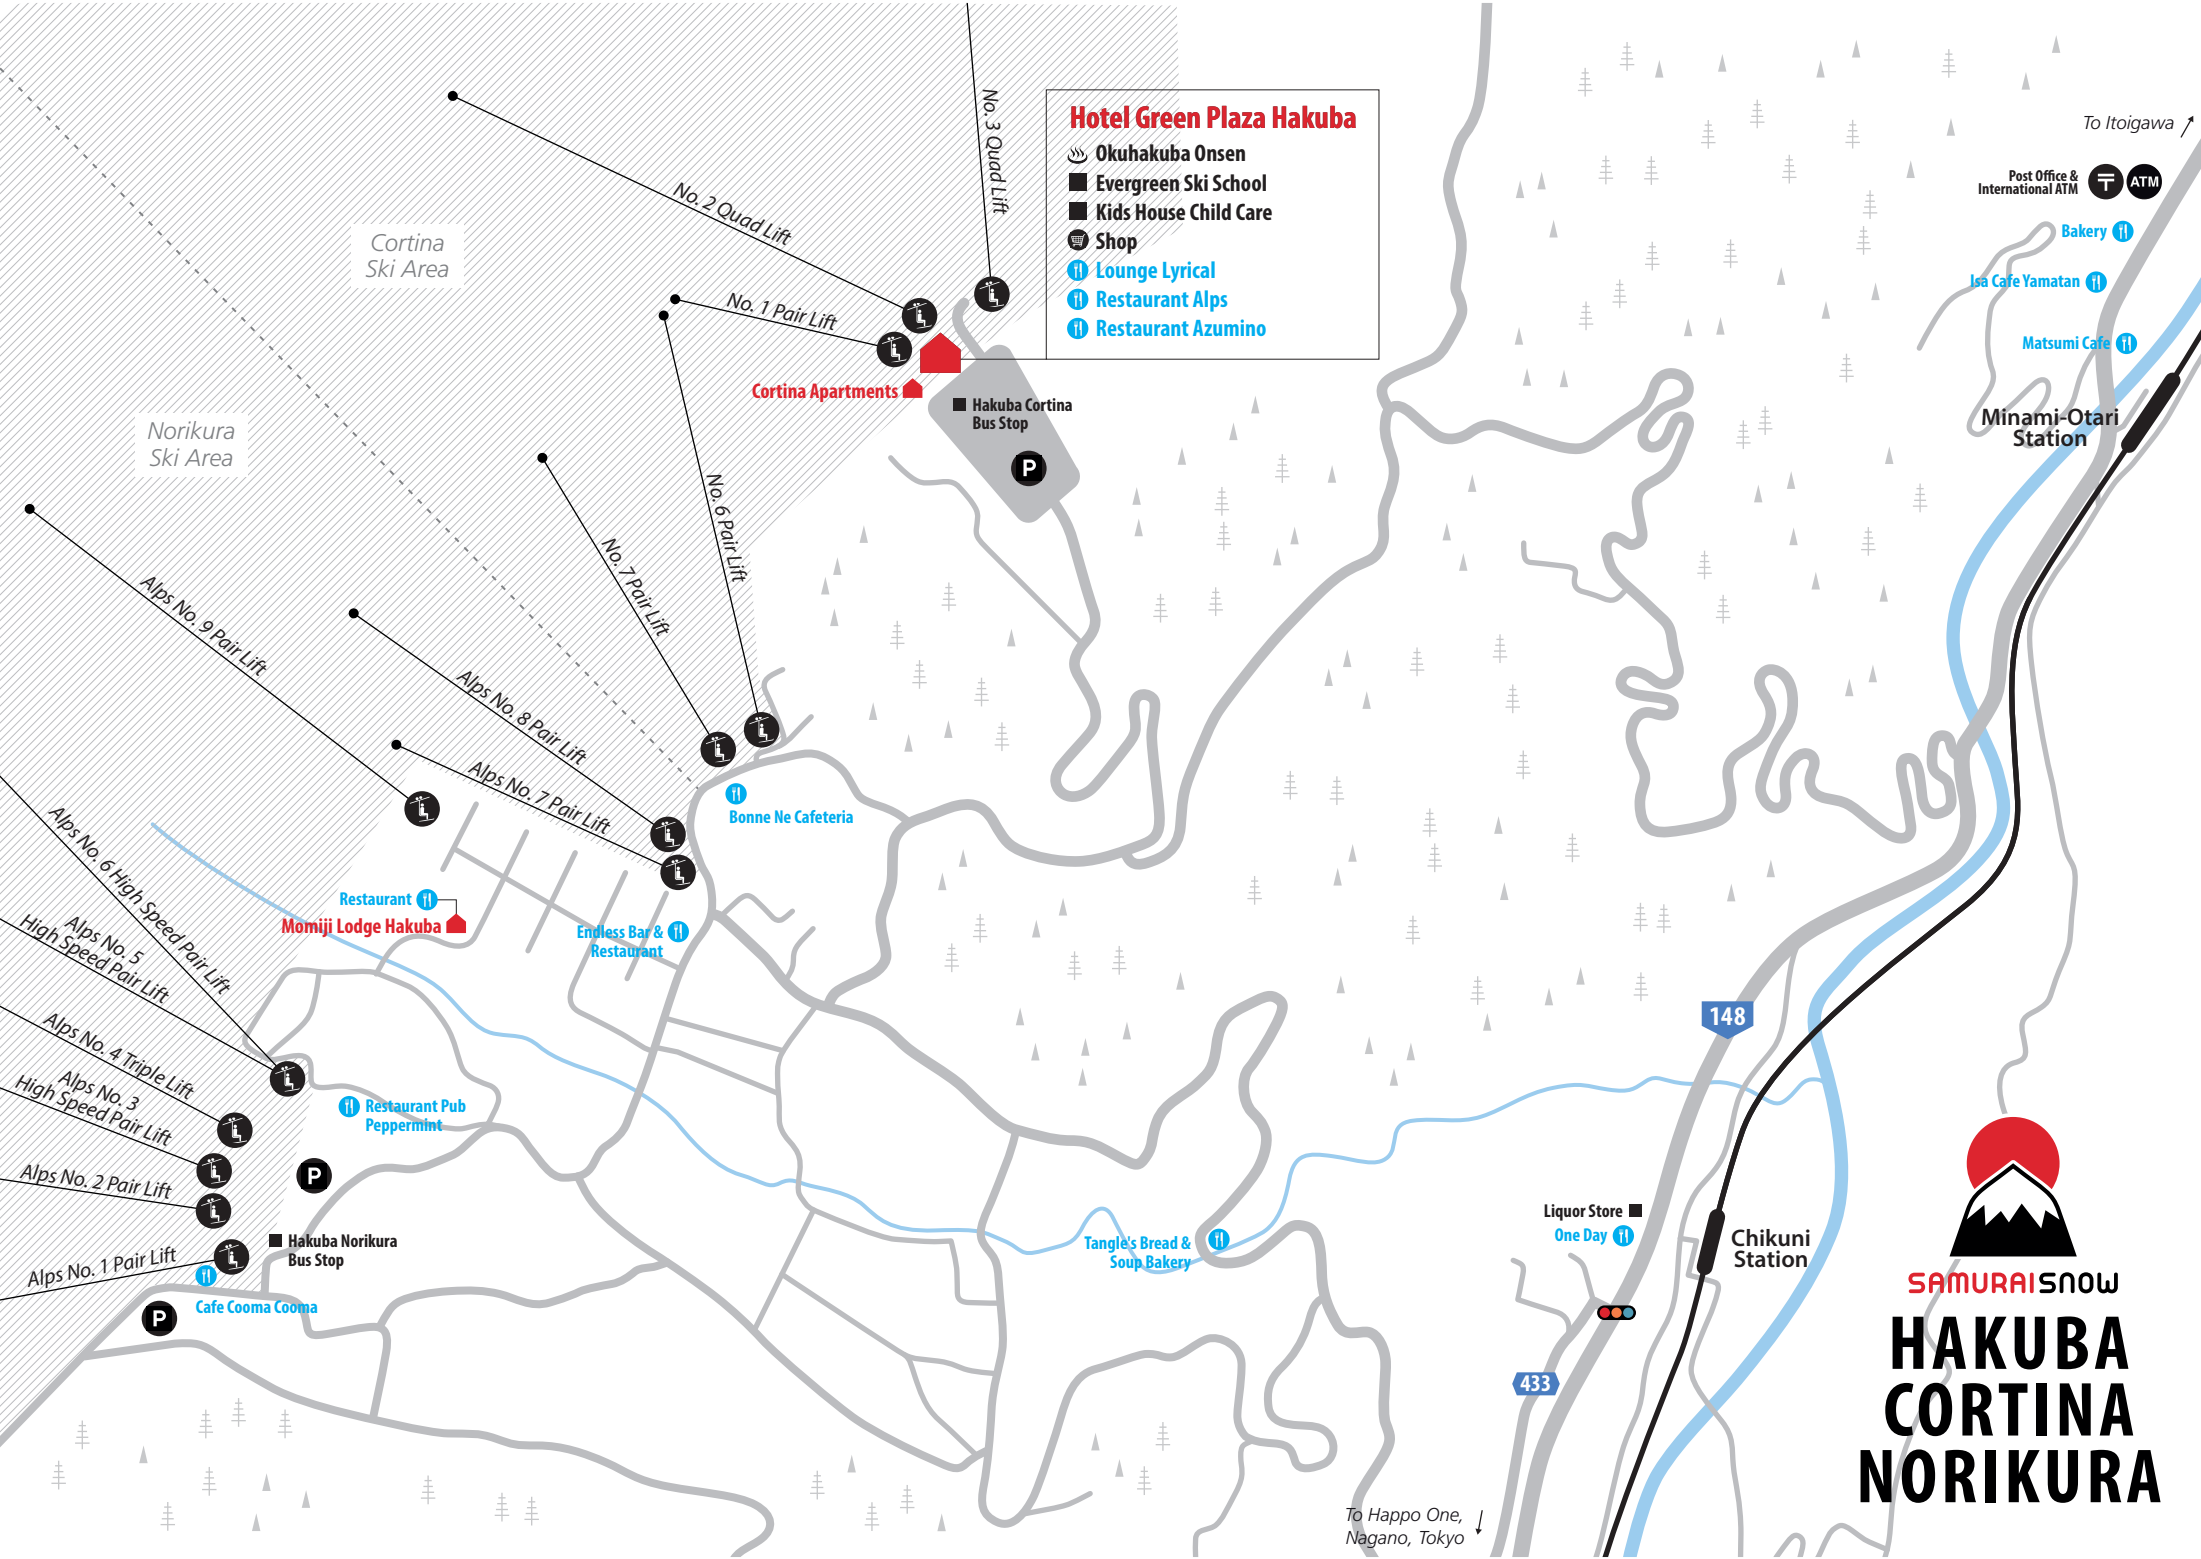 No. 3 Quad Lift
Hotel Green Plaza Hakuba
Okuhakuba Onsen
Evergreen Ski School
Kids House Child Care
Shop
Lounge Lyrical
Restaurant Alps
Restaurant Azumino
To Itoigawa
Post Office &
International ATM
ATM
Bakery
Isa Cafe Yamatan
Matsumi Cafe
Minami-Otari
Station
No. 2 Quad Lift
Cortina
Ski Area
No. 1 Pair Lift
Cortina Apartments
Hakuba Cortina
Bus Stop
P
Norikura
Ski Area
No. 6 Pair Lift
No. 7 Pair Lift
Alps No. 9 Pair Lift
Alps No. 8 Pair Lift
Alps No. 7 Pair Lift
Bonne Ne Cafeteria
Alps No. 6 High Speed Pair Lift
Restaurant
Momiji Lodge Hakuba
Endless Bar &
Restaurant
Alps No. 5
High Speed Pair Lift
Alps No. 4 Triple Lift
Alps No. 3
High Speed Pair Lift
Restaurant Pub
Peppermint
P
Alps No. 2 Pair Lift
Hakuba Norikura
Bus Stop
Alps No. 1 Pair Lift
Cafe Cooma Cooma
P
Tangle's Bread &
Soup Bakery
148
Liquor Store
One Day
Chikuni
Station
433
To Happo One,
Nagano, Tokyo
SAMURAISNOW
HAKUBA
CORTINA
NORIKURA